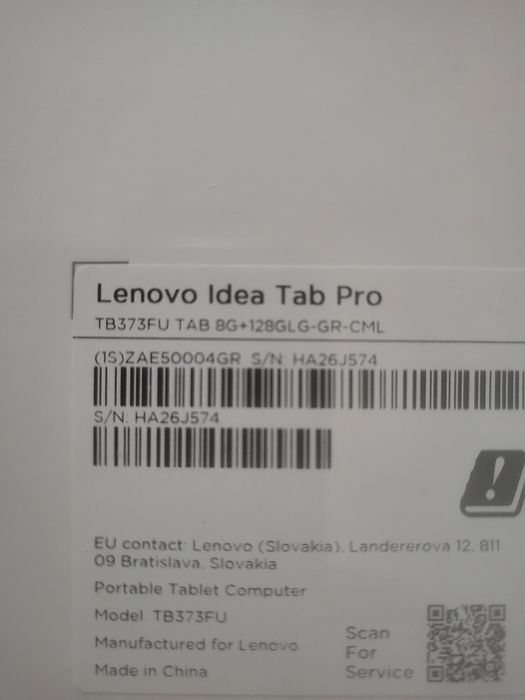 Lenovo Idea Tab Pro
TB373FU TAB 8G+128GLG-GR-CML
(1S)ZAE50004GR S/N: HA26J574
S/N: HA26J574
EU contact: Lenovo (Slovakia), Landererova 12, 811
09 Bratislava, Slovakia
Portable Tablet Computer
Model: TB373FU
Manufactured for Lenovo
Made in China
Scan
For
Service